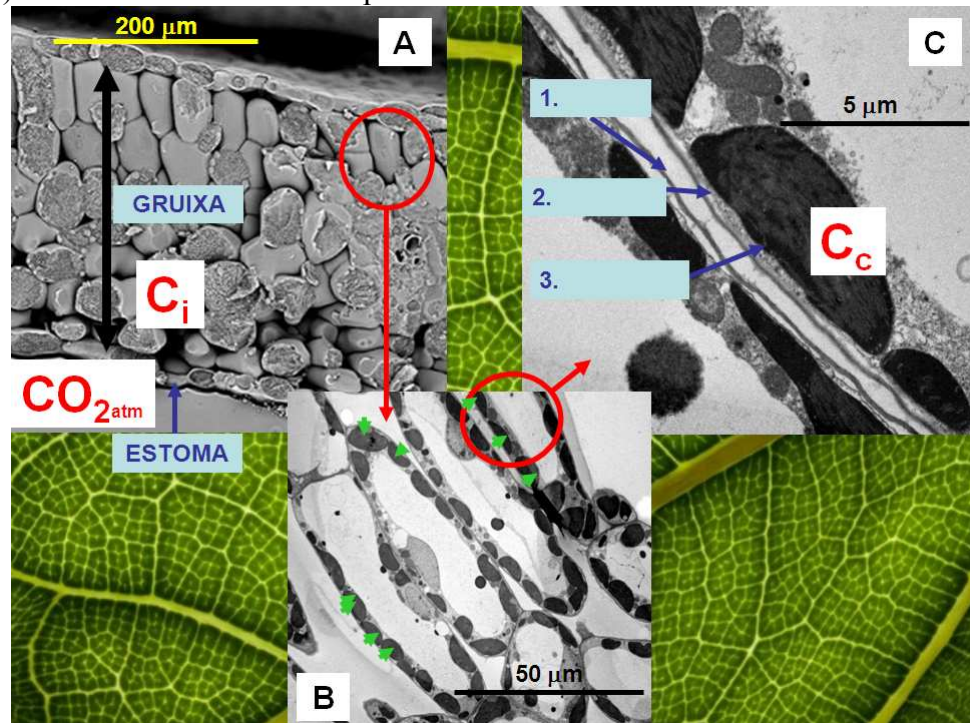 200 μm
A
C
1.
5 μm
GRUIXA
2.
Ci
Cc
3.
CO2atm
ESTOMA
50 μm
B